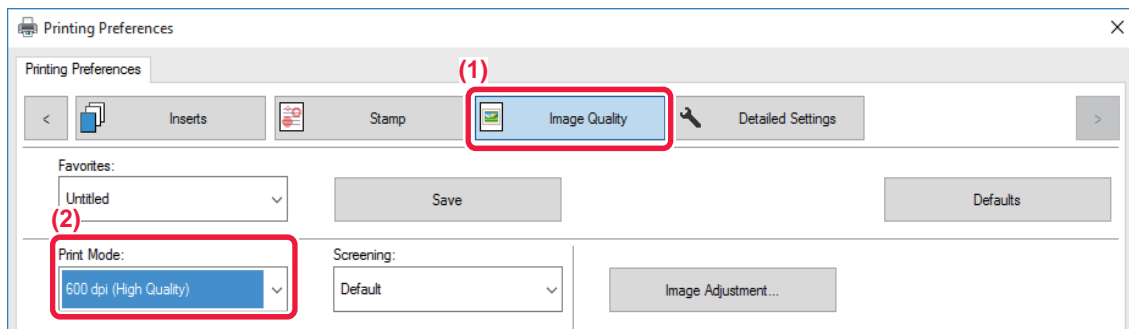 Printing Preferences
Printing Preferences
(1)
< Inserts Stamp Image Quality Detailed Settings >
Favorites:
Untitled Save Defaults
(2)
Print Mode: Screening:
600 dpi (High Quality) Default Image Adjustment...